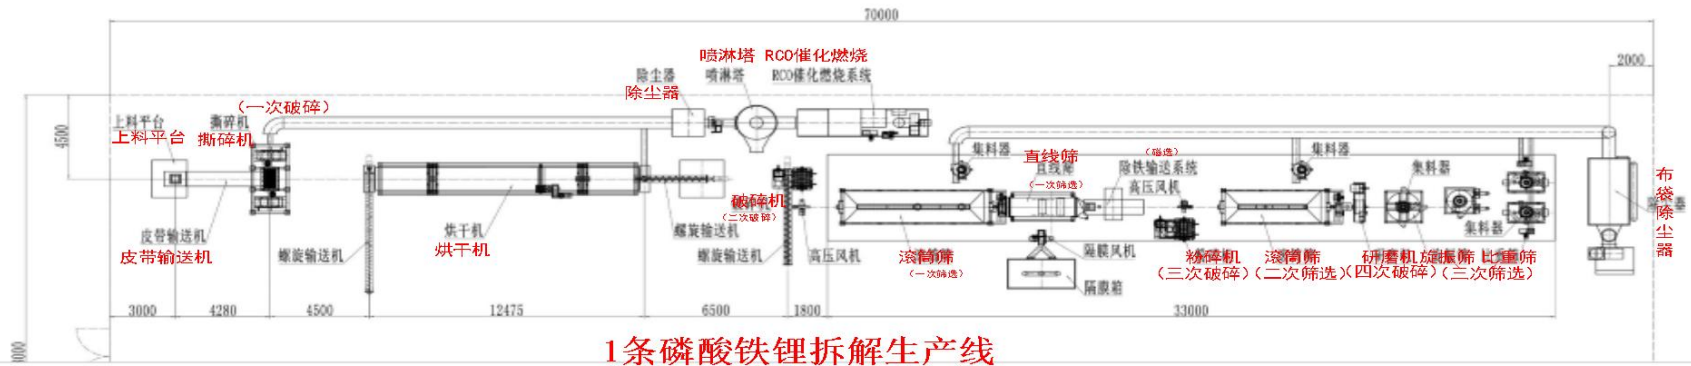 70000
2000
喷淋塔 RCO催化燃烧
除尘器
喷淋塔
RCO催化燃烧系统
除尘器
（一次破碎）
上料平台
撕碎机
上料平台
撕碎机
4500
集料器
直线筛
直线筛
（一次筛选）
（磁选）
除铁输送系统
高压风机
集料器
集料器
集料器
布袋除尘器
破碎机
（二次破碎）
皮带输送机
皮带输送机
螺旋输送机
烘干机
烘干机
螺旋输送机
螺旋输送机
高压风机
滚筒筛
（一次筛选）
隔膜风机
隔膜箱
粉碎机
（三次破碎）
滚筒筛
（二次筛选）
研磨机
（四次破碎）
旋振筛
比重筛
（三次筛选）
3000
4280
4500
12475
6500
1800
33000
1条磷酸铁锂拆解生产线